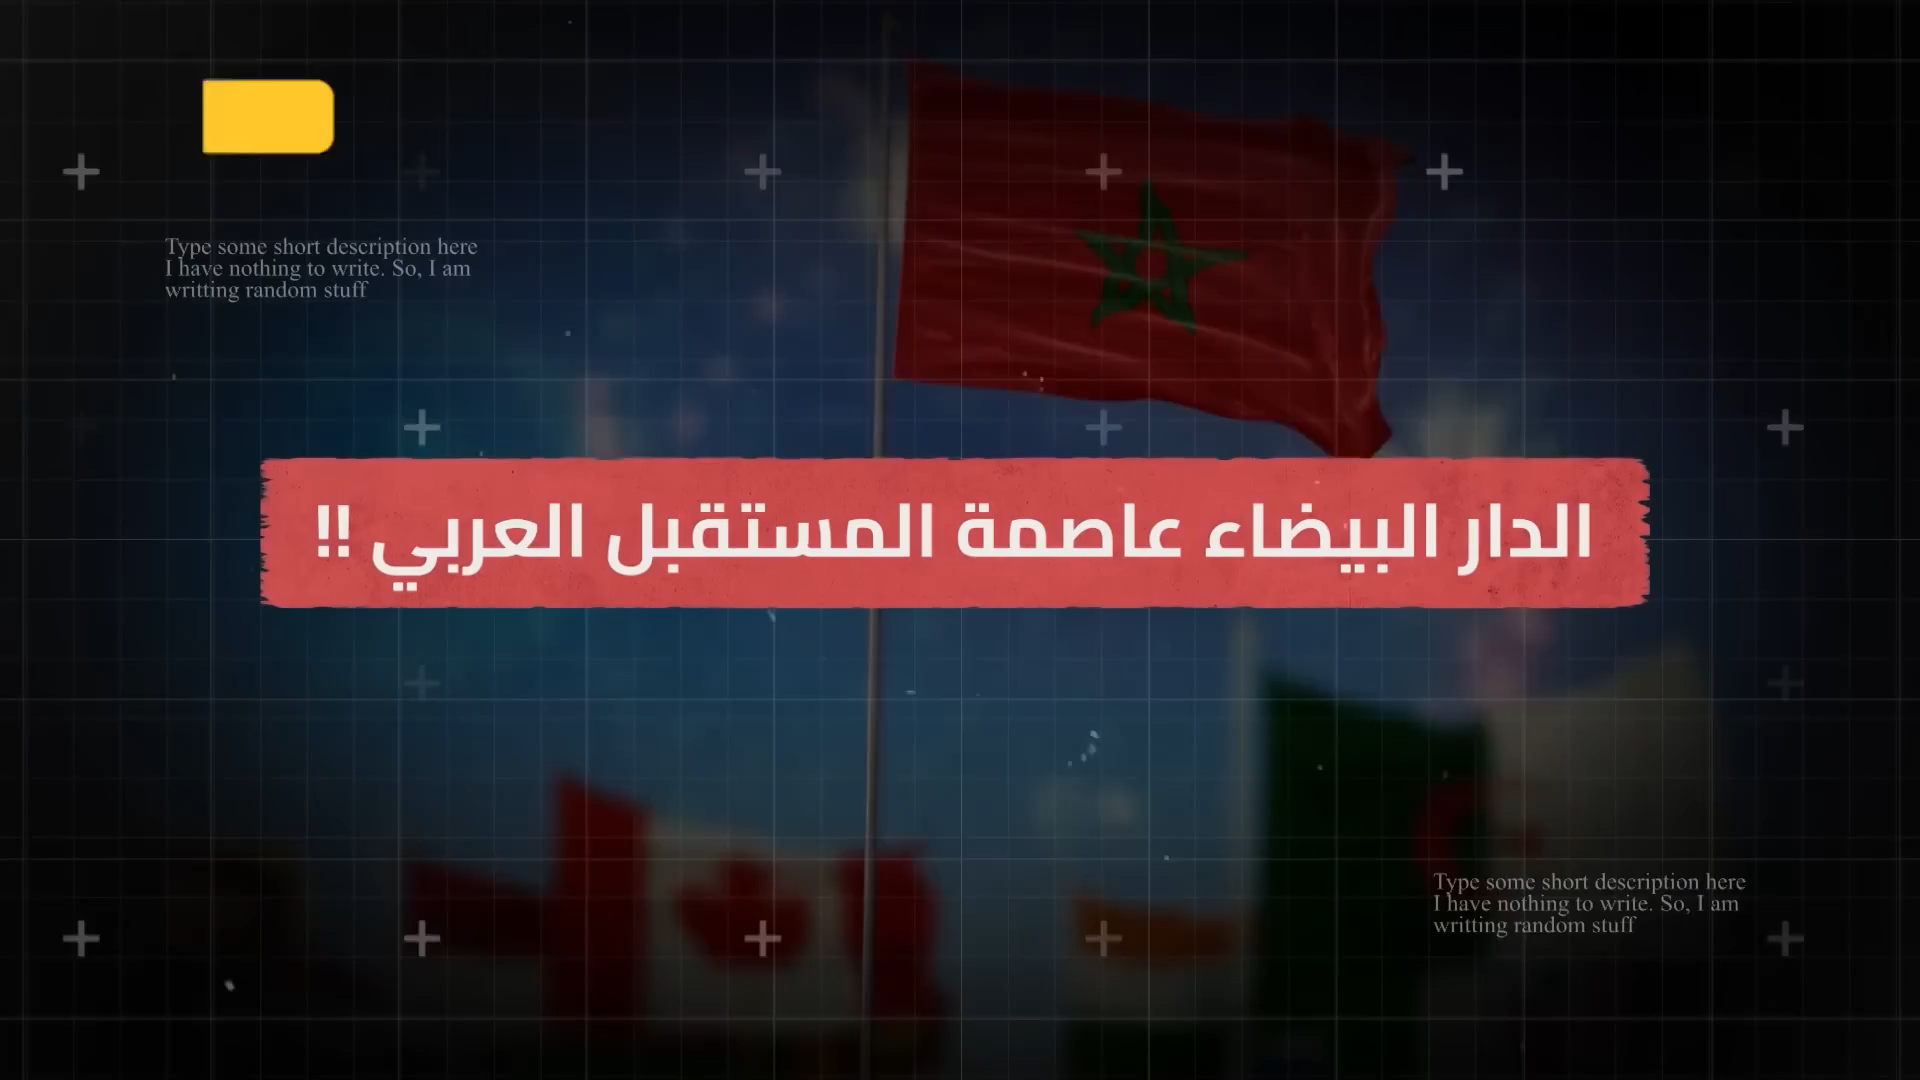 Type some short description here
I have nothing to write. So, I am
writting random stuff
الدار البيضاء عاصمة المستقبل العربي !!
Type some short description here
I have nothing to write. So, I am
writting random stuff